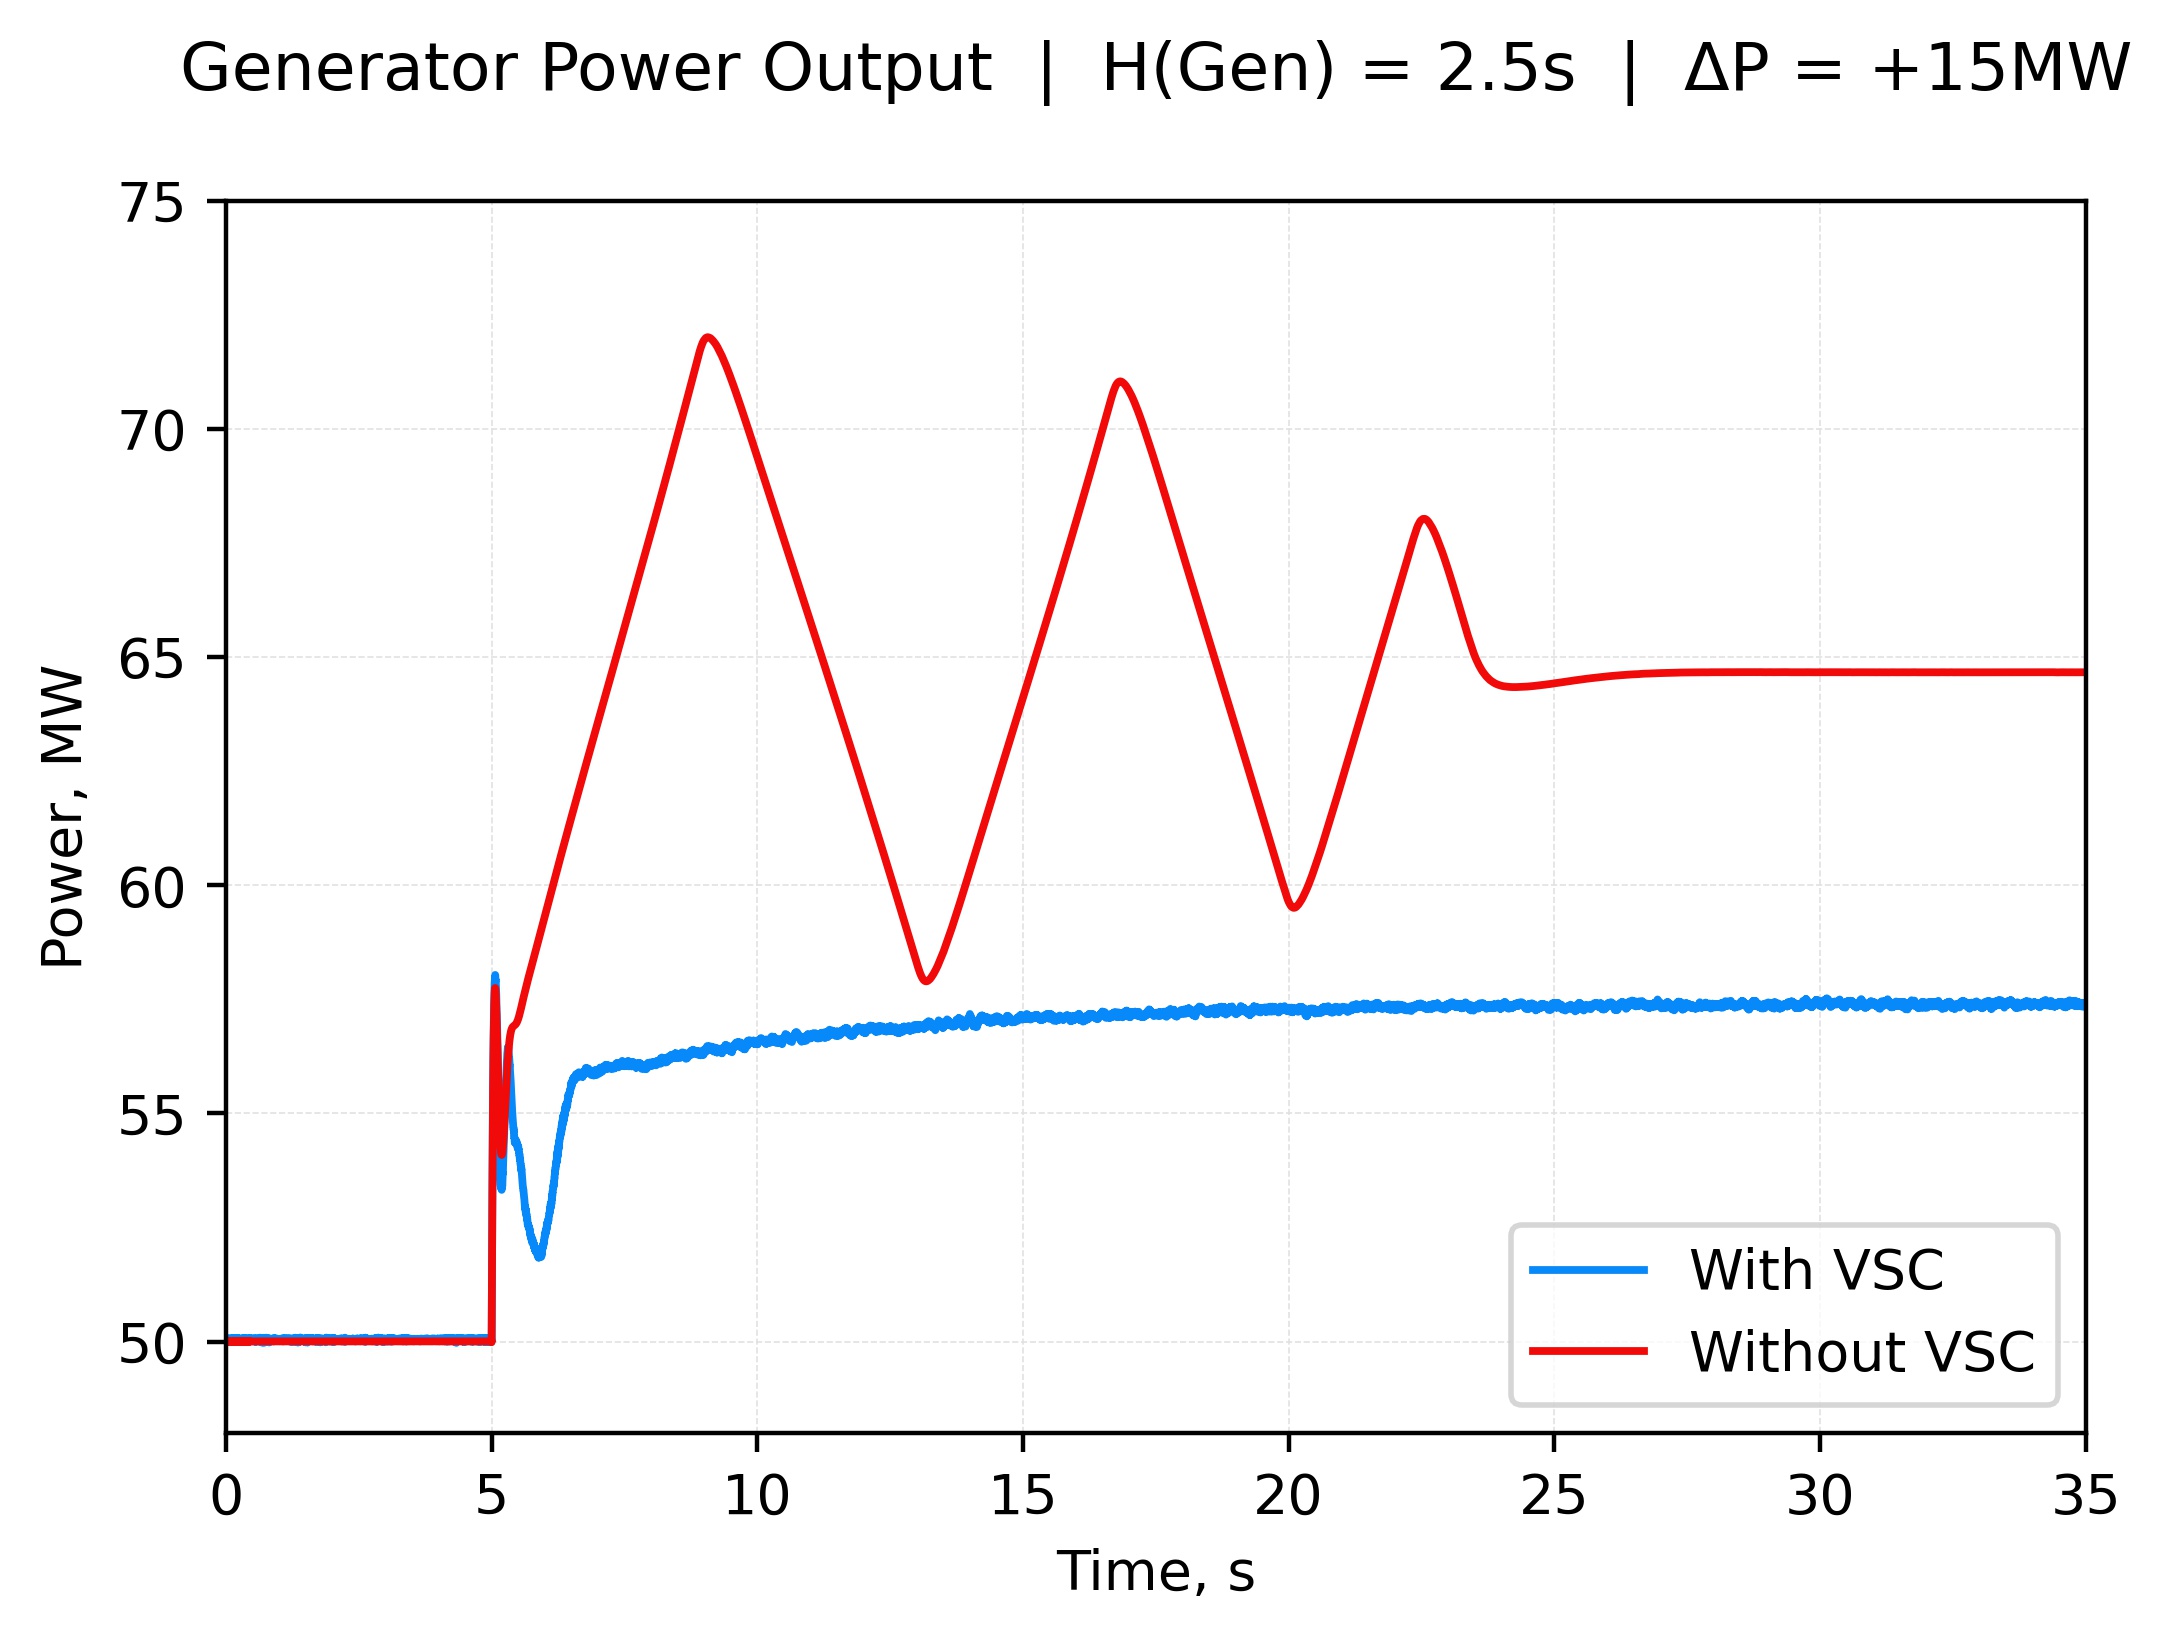 Generator Power Output | H(Gen) = 2.5s | ΔP = +15MW
75
70
65
60
55
50
Power, MW
With VSC
Without VSC
0 5 10 15 20 25 30 35
Time, s